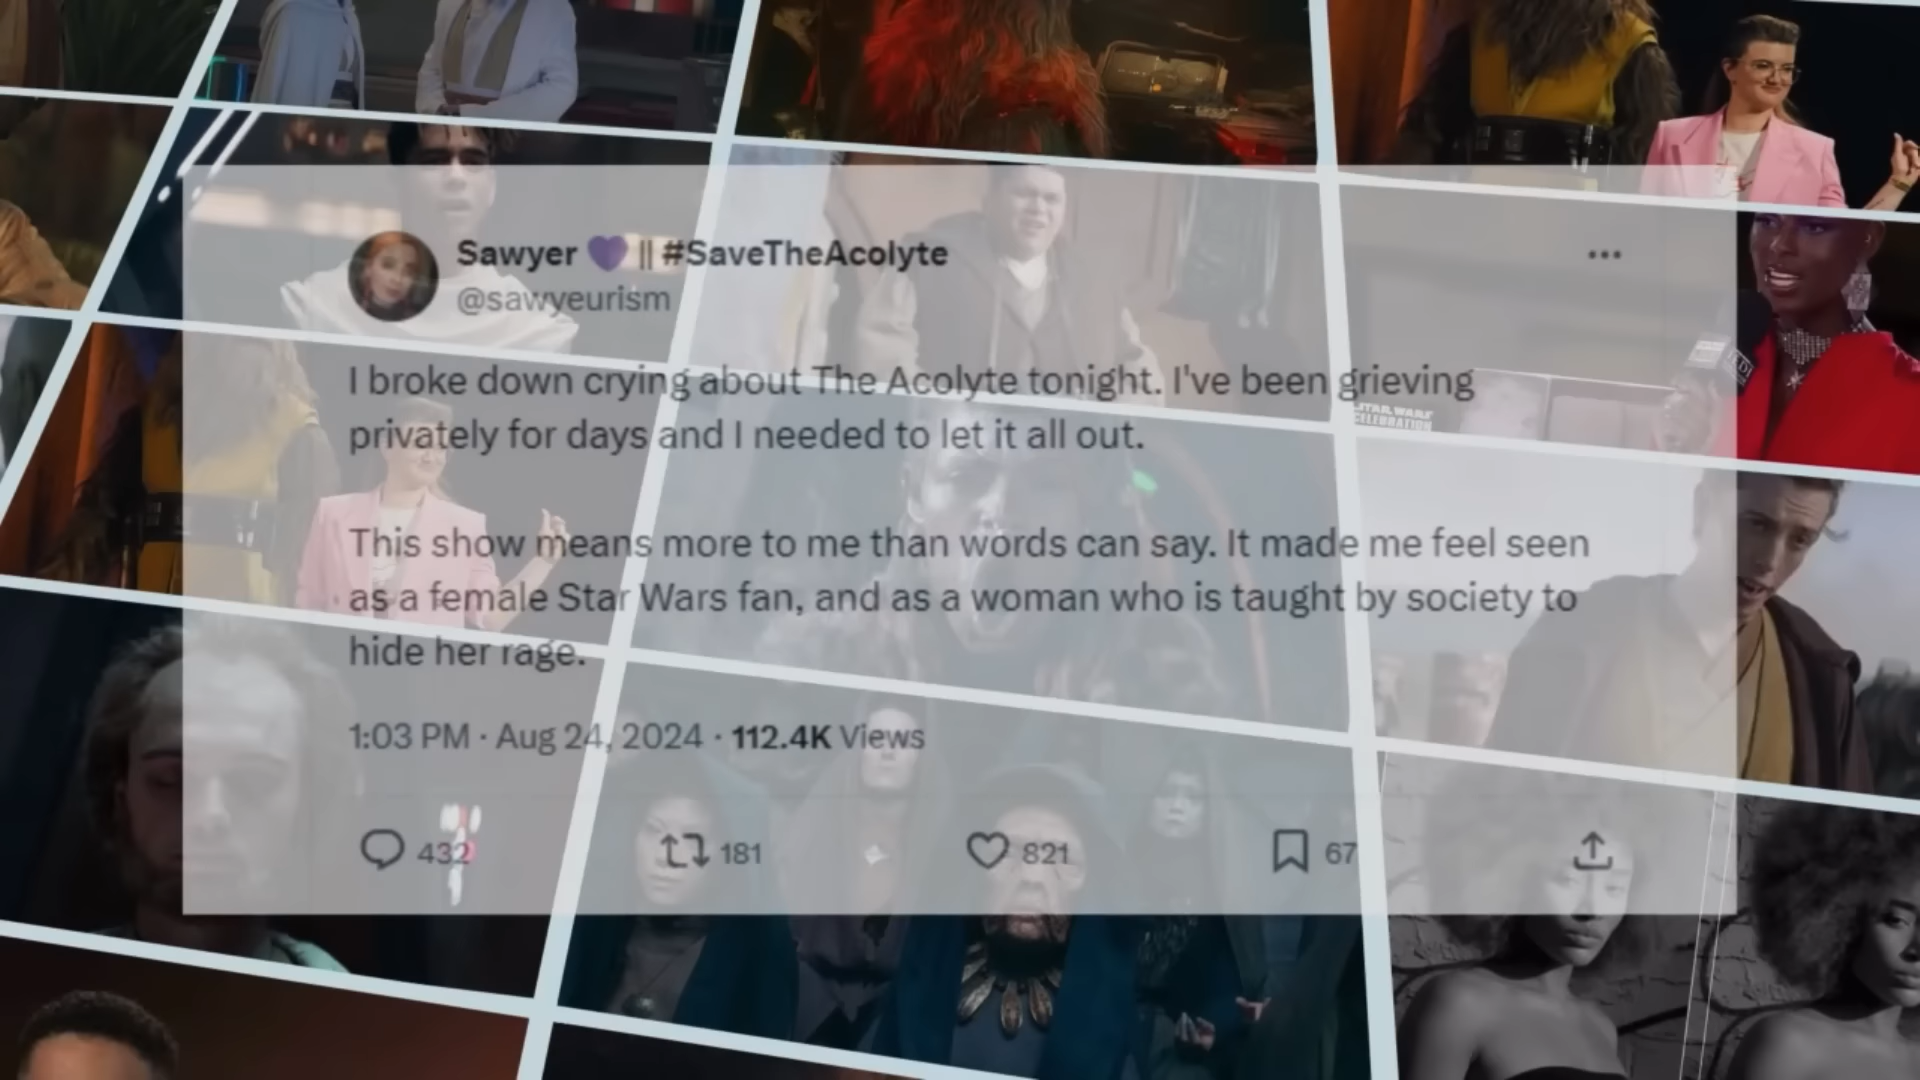 Sawyer 💜 || #SaveTheAcolyte
@sawyeurism
I broke down crying about The Acolyte tonight. I've been grieving
privately for days and I needed to let it all out.
This show means more to me than words can say. It made me feel seen
as a female Star Wars fan, and as a woman who is taught by society to
hide her rage.
1:03 PM · Aug 24, 2024 · 112.4K Views
432 181 821 67
STAR WARS
CELEBRATION